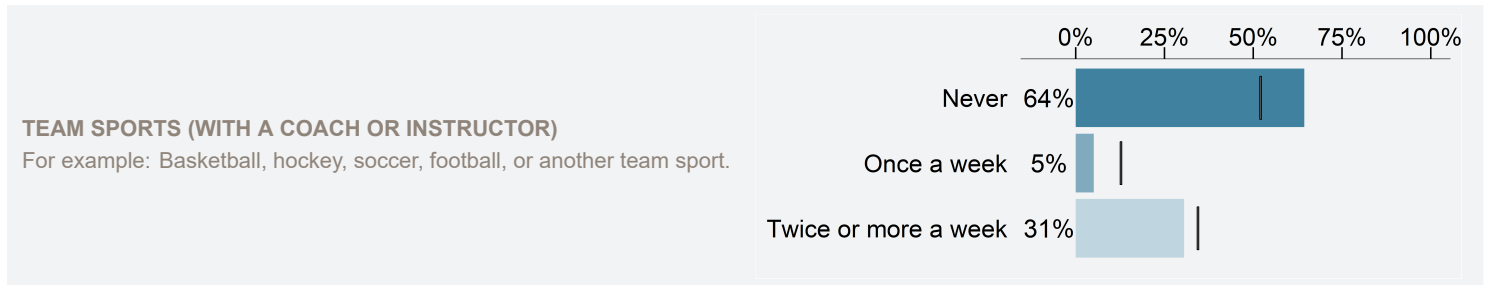 0% 25% 50% 75% 100%
Never 64%
TEAM SPORTS (WITH A COACH OR INSTRUCTOR)
For example: Basketball, hockey, soccer, football, or another team sport.
Once a week 5%
Twice or more a week 31%